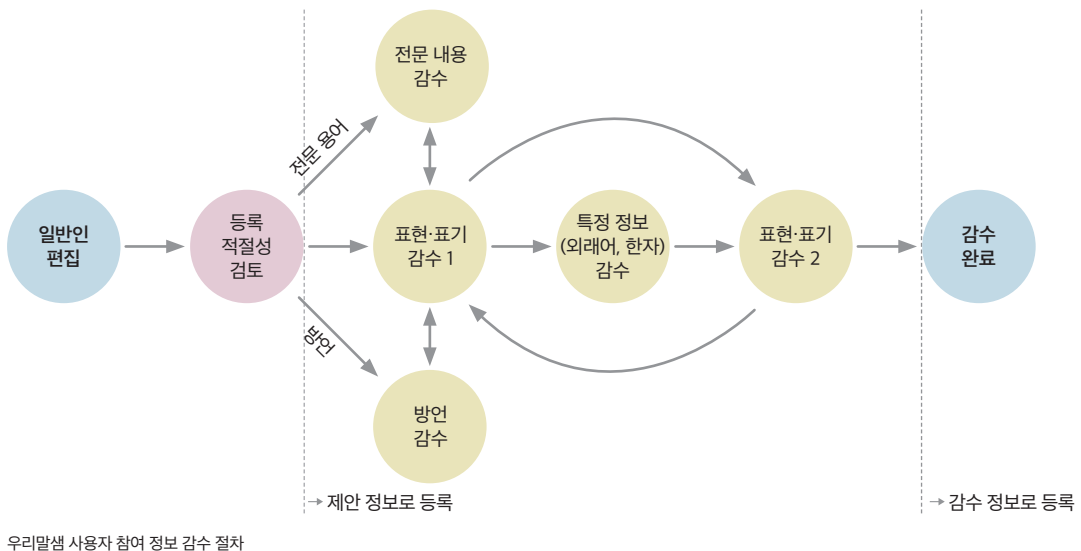 전문 내용
감수
전문 용어
일반인
편집
등록
적절성
검토
표현·표기
감수 1
특정 정보
(외래어, 한자)
감수
표현·표기
감수 2
감수
완료
방언
방언
감수
→ 제안 정보로 등록
→ 감수 정보로 등록
우리말샘 사용자 참여 정보 감수 절차